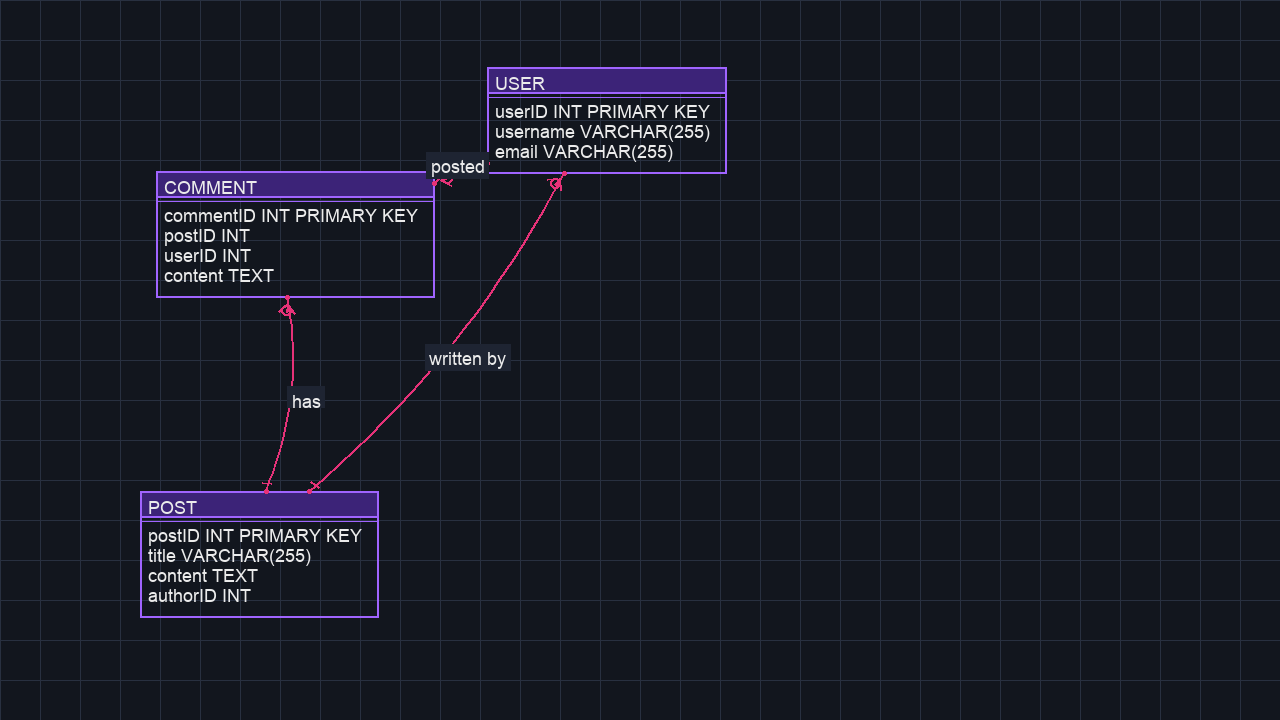 USER
userID INT PRIMARY KEY
username VARCHAR(255)
email VARCHAR(255)
posted
COMMENT
commentID INT PRIMARY KEY
postID INT
userID INT
content TEXT
written by
has
POST
postID INT PRIMARY KEY
title VARCHAR(255)
content TEXT
authorID INT